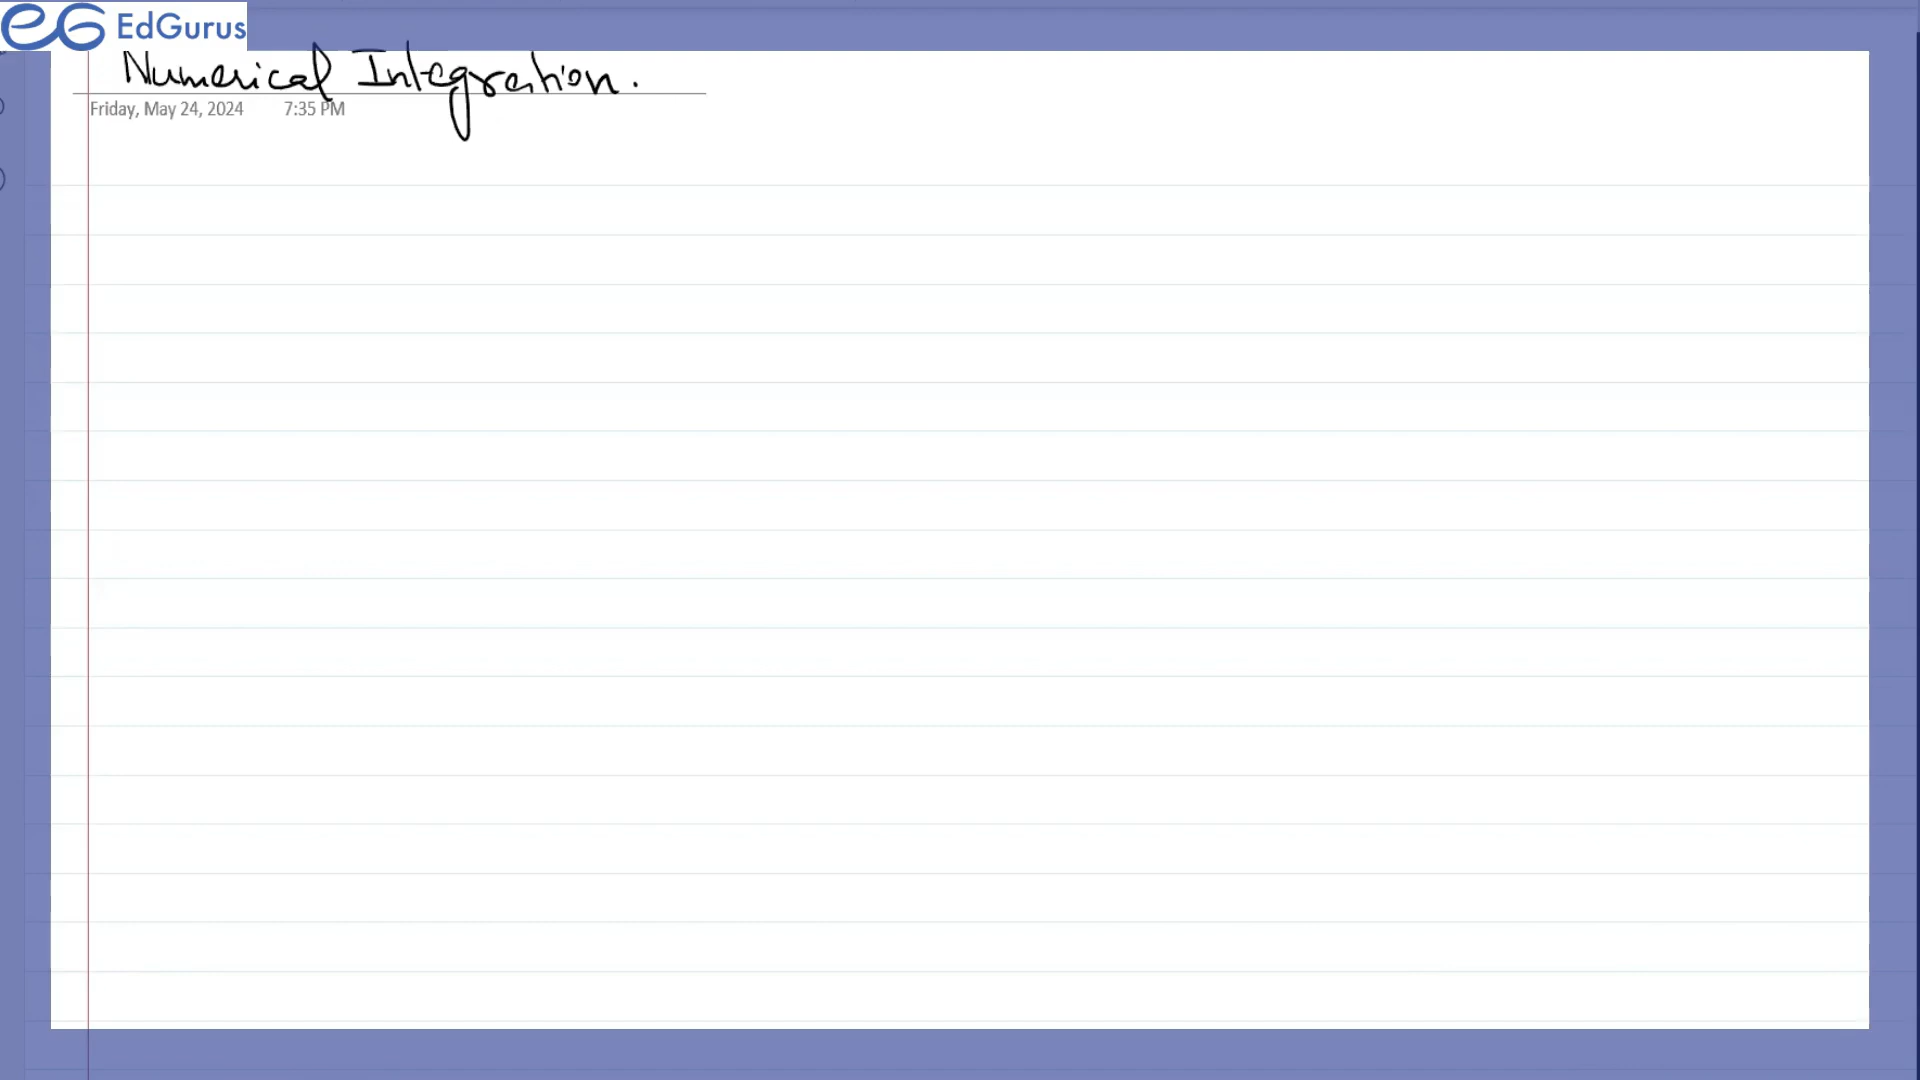 EdGurus
Numerical Integration.
Friday, May 24, 2024 7:35 PM